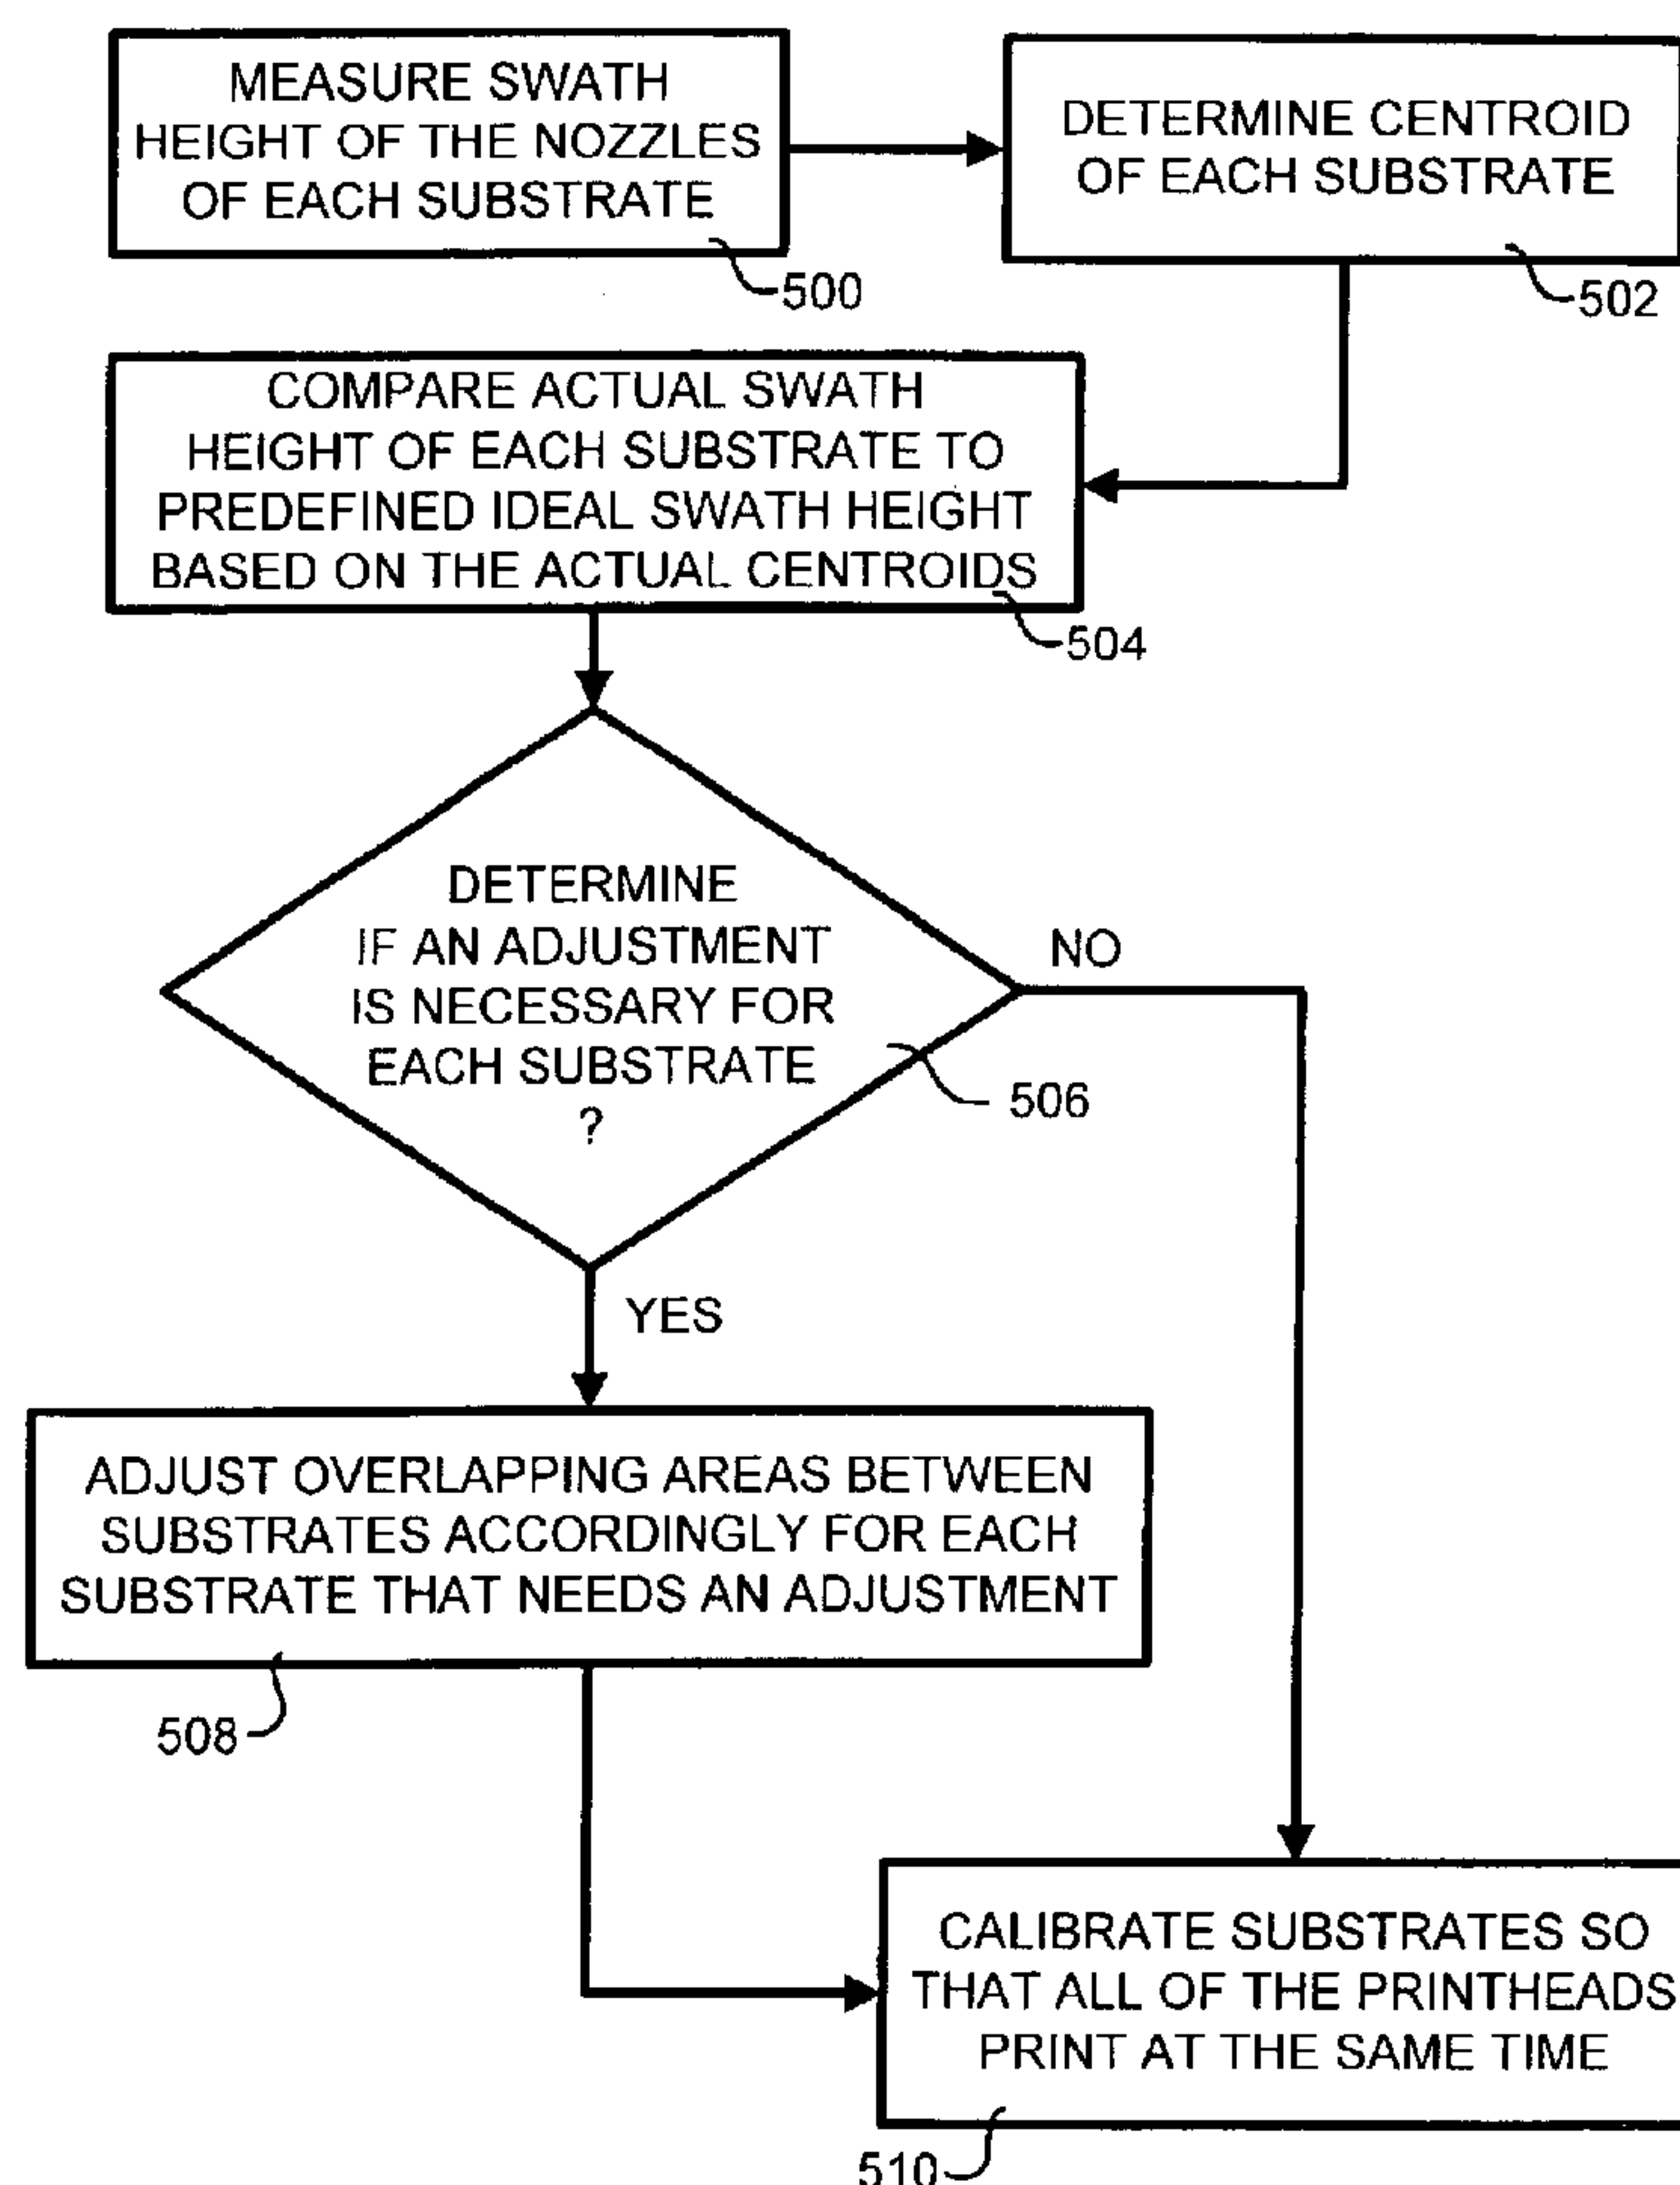 MEASURE SWATH
HEIGHT OF THE NOZZLES
OF EACH SUBSTRATE
500
DETERMINE CENTROID
OF EACH SUBSTRATE
502
COMPARE ACTUAL SWATH
HEIGHT OF EACH SUBSTRATE TO
PREDEFINED IDEAL SWATH HEIGHT
BASED ON THE ACTUAL CENTROIDS
504
DETERMINE
IF AN ADJUSTMENT
IS NECESSARY FOR
EACH SUBSTRATE
?
506
NO
YES
ADJUST OVERLAPPING AREAS BETWEEN
SUBSTRATES ACCORDINGLY FOR EACH
SUBSTRATE THAT NEEDS AN ADJUSTMENT
508
CALIBRATE SUBSTRATES SO
THAT ALL OF THE PRINTHEADS
PRINT AT THE SAME TIME
510